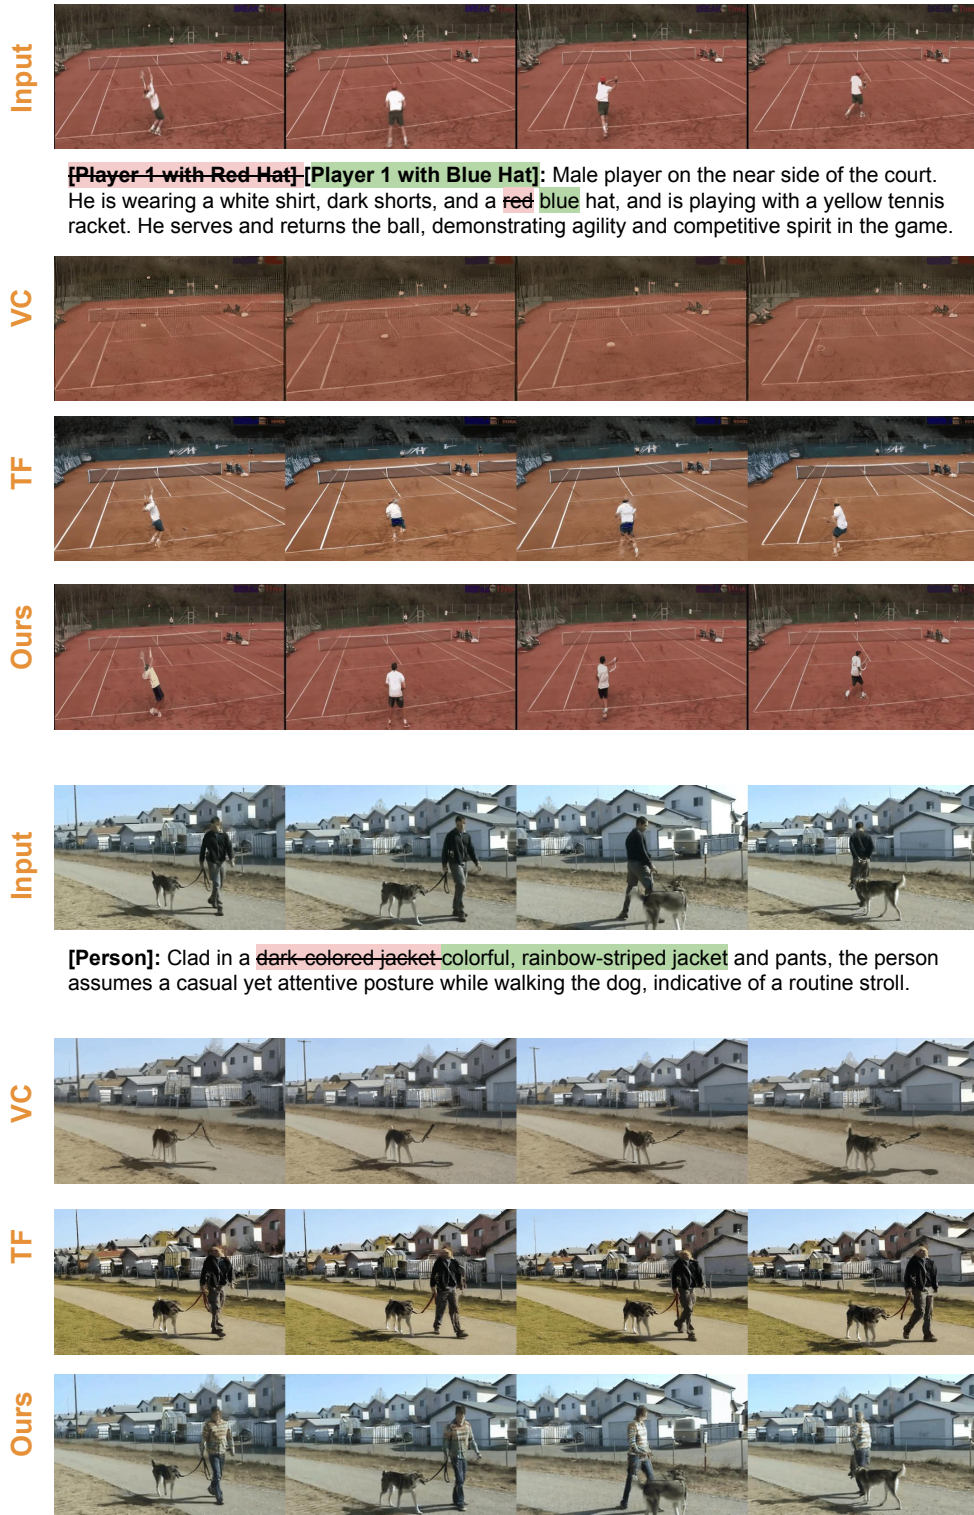 Input
[Player 1 with Red Hat] [Player 1 with Blue Hat]: Male player on the near side of the court.
He is wearing a white shirt, dark shorts, and a red blue hat, and is playing with a yellow tennis
racket. He serves and returns the ball, demonstrating agility and competitive spirit in the game.
VC
TF
Ours
Input
[Person]: Clad in a dark-colored jacket colorful, rainbow-striped jacket and pants, the person
assumes a casual yet attentive posture while walking the dog, indicative of a routine stroll.
VC
TF
Ours